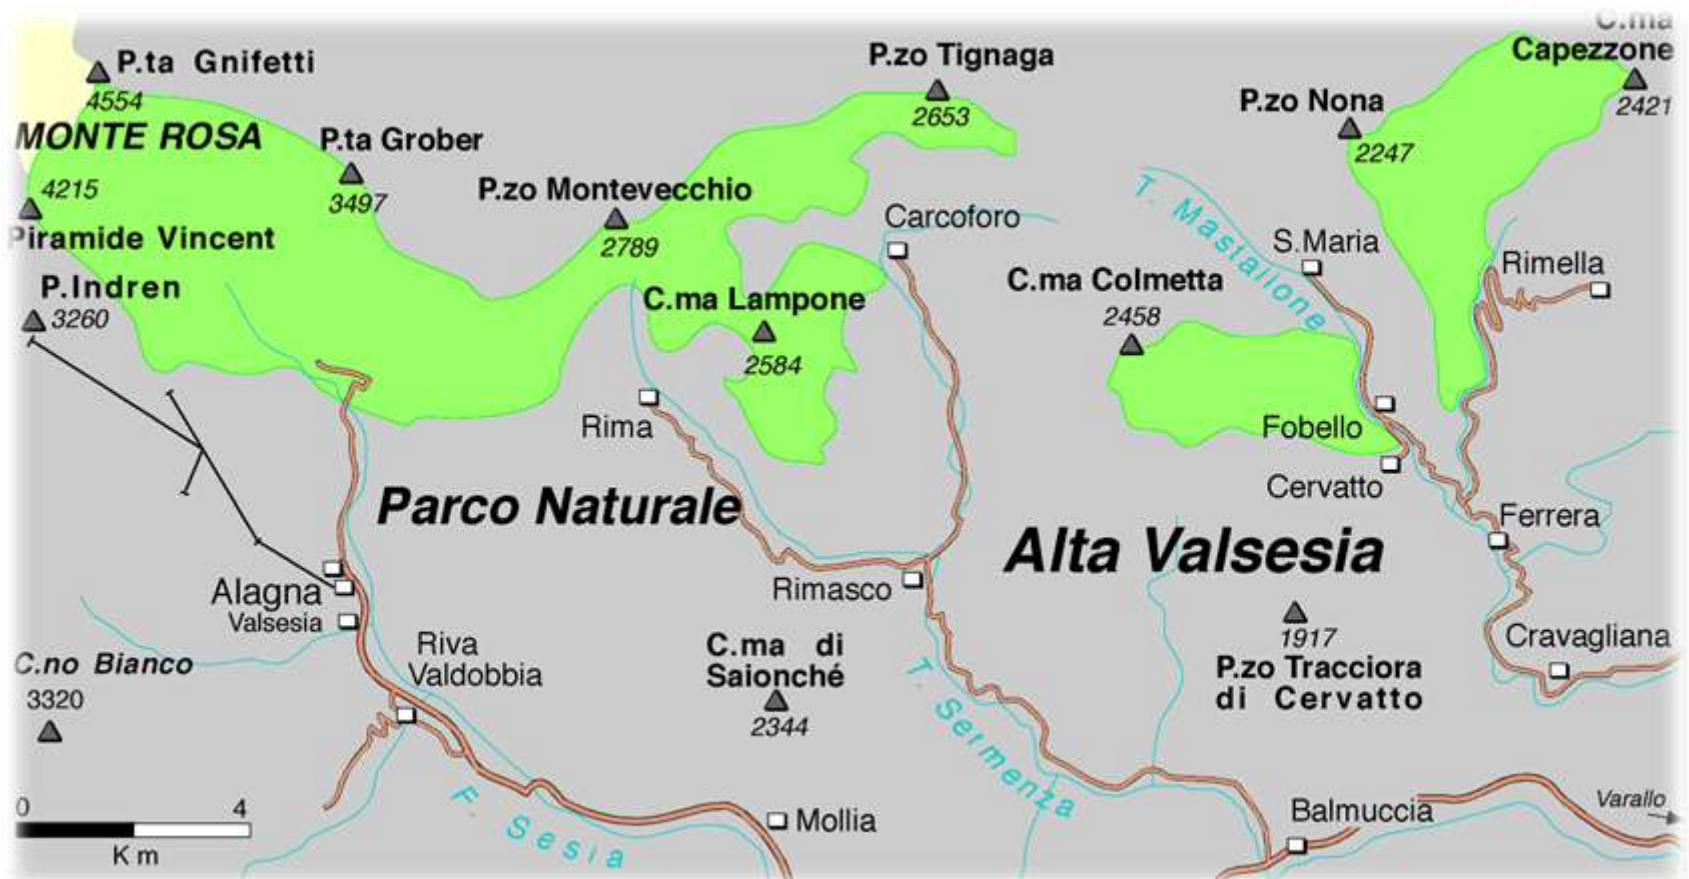 C.ma
Capezzone
2421
P.ta Gnifetti
4554
MONTE ROSA
4215
Piramide Vincent
P.Indren
3260
P.ta Grober
3497
P.zo Montevecchio
2789
P.zo Tignaga
2653
P.zo Nona
2247
Carcoforo
T. Mastallone
S.Maria
Rimella
C.ma Lampone
2584
C.ma Colmetta
2458
Rima
Fobello
Cervatto
Parco Naturale
Alta Valsesia
Ferrera
Alagna
Valsesia
Rimasco
C.no Bianco
3320
Riva
Valdobbia
C.ma di
Saionché
2344
T. Sermenza
1917
P.zo Tracciora
di Cervatto
Cravagliana
0 4
Km
F. Sesia
Mollia
Balmuccia
Varallo